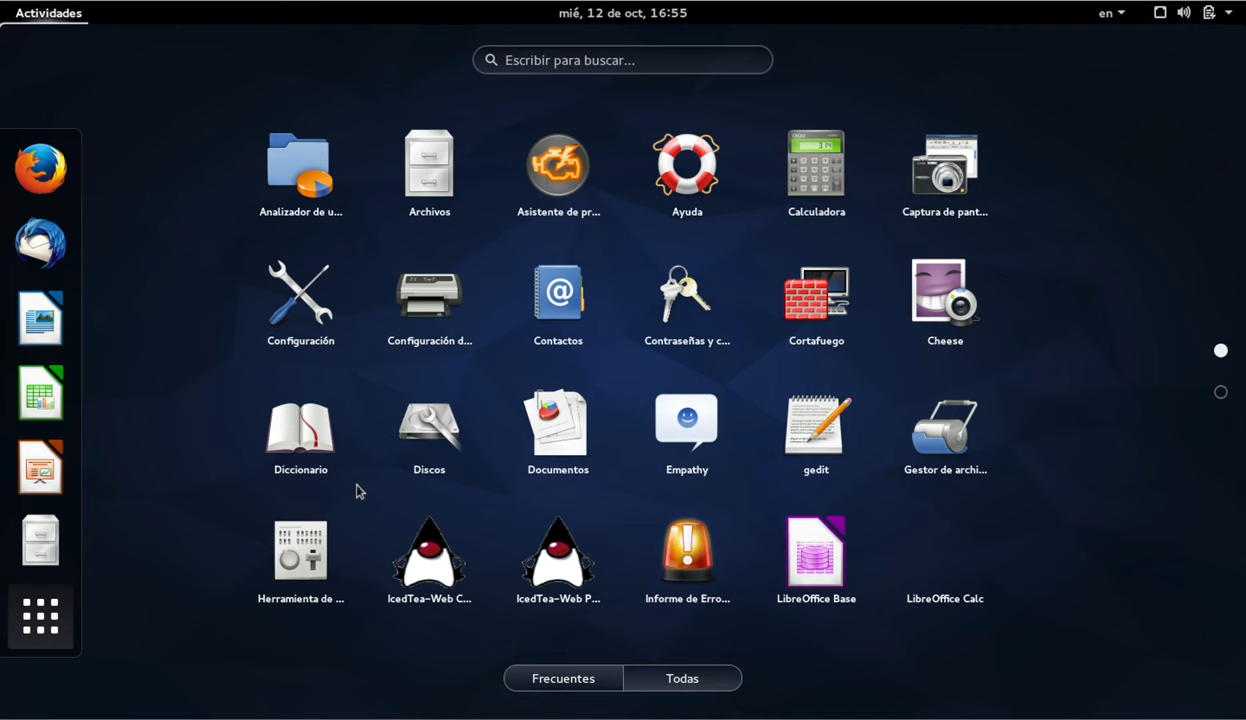 Actividades
mié, 12 de oct, 16:55
en
Escribir para buscar...
Analizador de u...
Archivos
Asistente de pr...
Ayuda
Calculadora
Captura de pant...
Configuración
Configuración d...
Contactos
Contraseñas y c...
Cortafuego
Cheese
Diccionario
Discos
Documentos
Empathy
gedit
Gestor de archi...
Herramienta de ...
IcedTea-Web C...
IcedTea-Web P...
Informe de Erro...
LibreOffice Base
LibreOffice Calc
Frecuentes
Todas